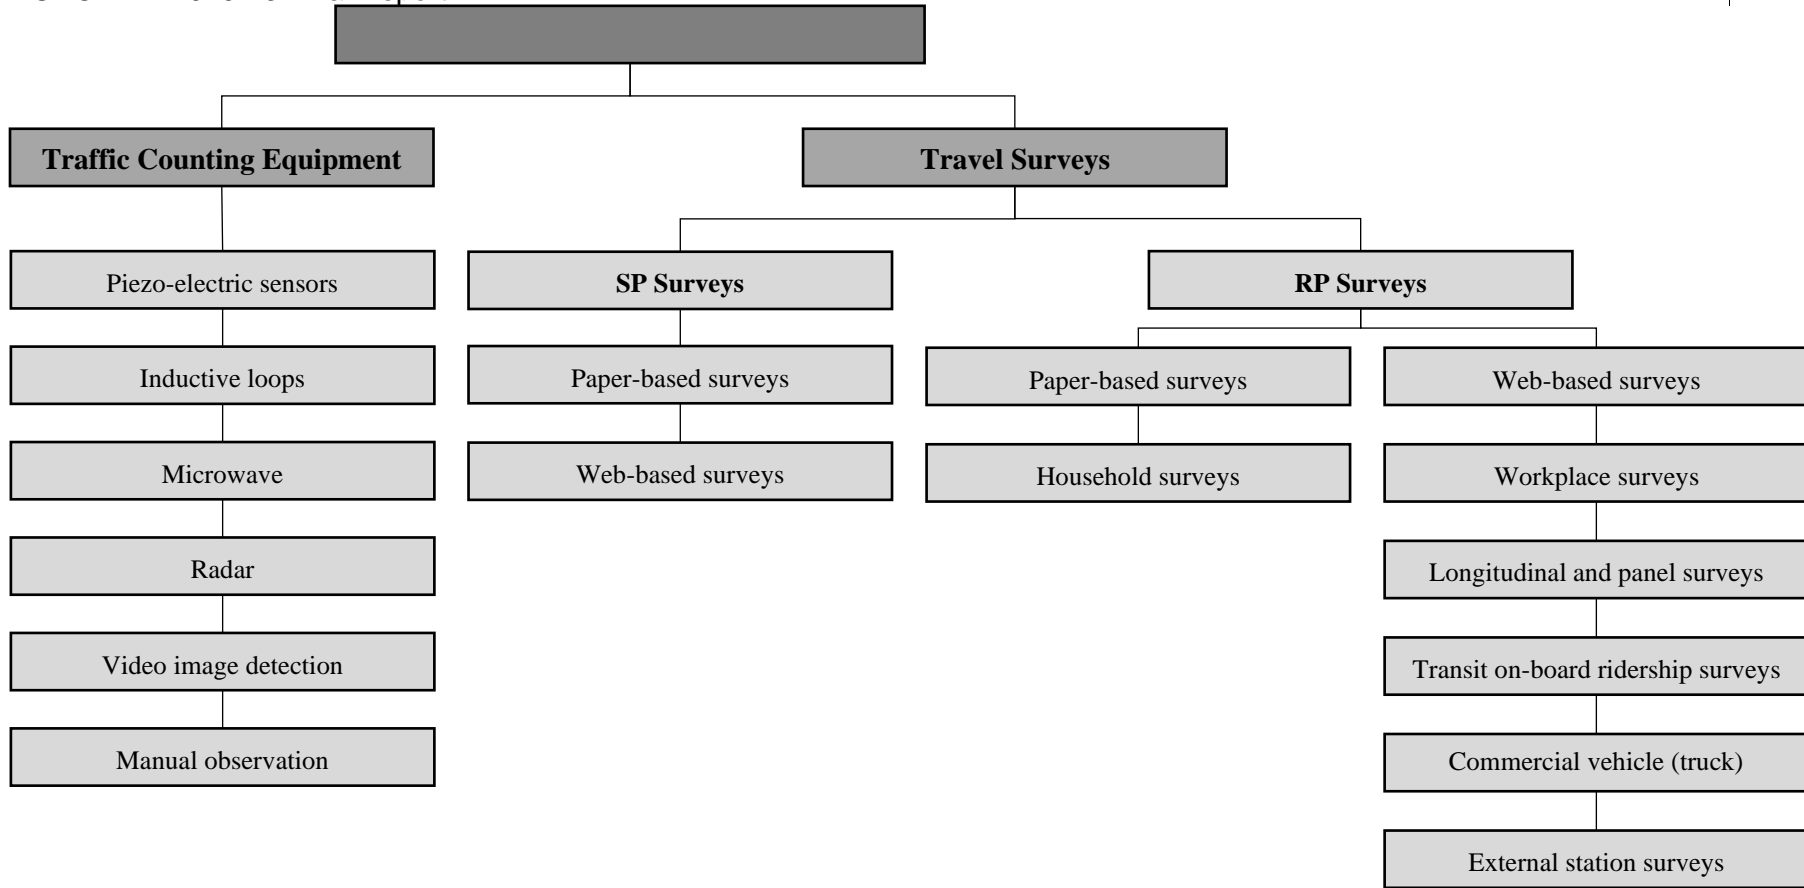 Traffic Counting Equipment
Travel Surveys
Piezo-electric sensors
SP Surveys
RP Surveys
Inductive loops
Paper-based surveys
Paper-based surveys
Web-based surveys
Microwave
Web-based surveys
Household surveys
Workplace surveys
Radar
Longitudinal and panel surveys
Video image detection
Transit on-board ridership surveys
Manual observation
Commercial vehicle (truck)
External station surveys